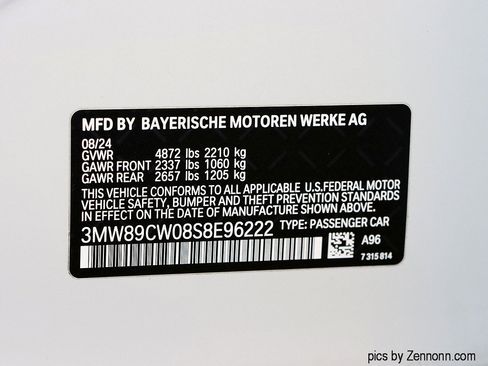 MFD BY BAYERISCHE MOTOREN WERKE AG
08/24
GVWR 4872 lbs 2210 kg
GAWR FRONT 2337 lbs 1060 kg
GAWR REAR 2657 lbs 1205 kg
THIS VEHICLE CONFORMS TO ALL APPLICABLE U.S.FEDERAL MOTOR
VEHICLE SAFETY, BUMPER AND THEFT PREVENTION STANDARDS
IN EFFECT ON THE DATE OF MANUFACTURE SHOWN ABOVE.
3MW89CW08S8E96222 TYPE: PASSENGER CAR
A96
7 315 814
pics by Zennonn.com